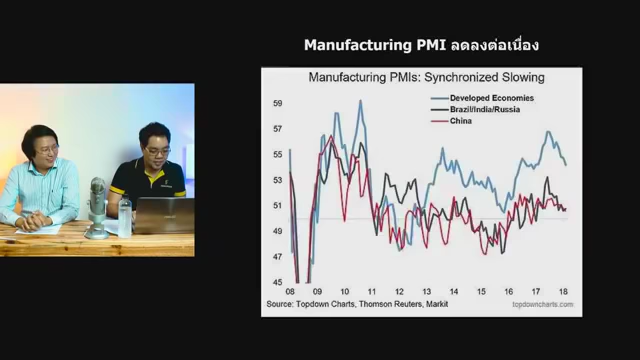 Manufacturing PMI ลดลงต่อเนื่อง
Manufacturing PMIs: Synchronized Slowing
59
57
55
53
51
49
47
45
Developed Economies
Brazil/India/Russia
China
08 09 10 11 12 13 14 15 16 17 18
Source: Topdown Charts, Thomson Reuters, Markit
topdowncharts.com